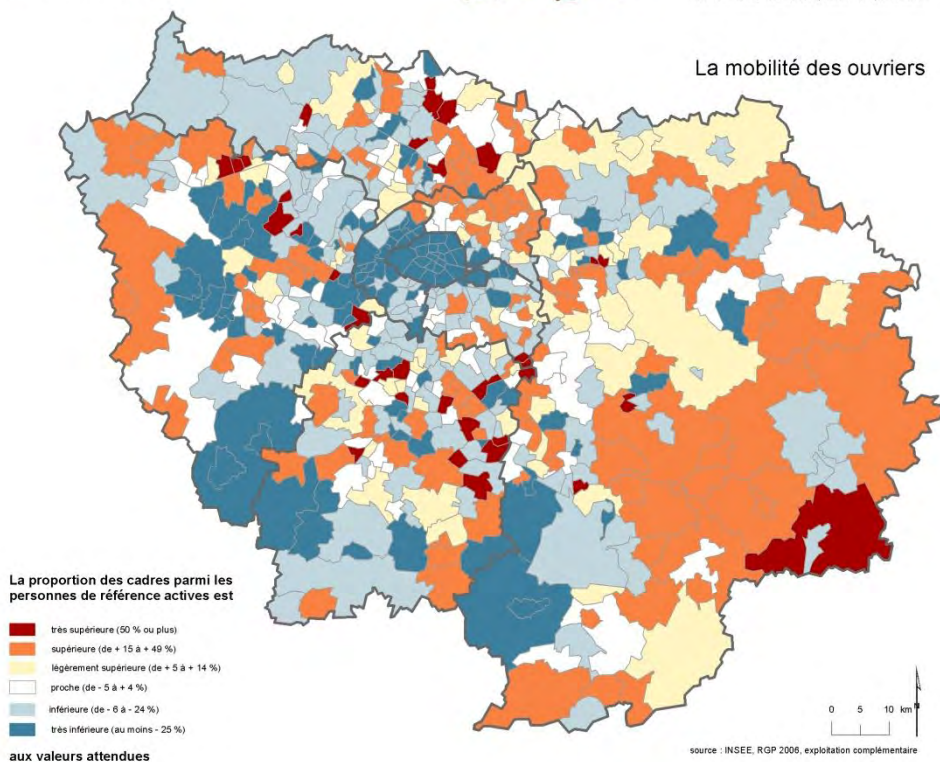 La mobilité des ouvriers
La proportion des cadres parmi les
personnes de référence actives est
très supérieure (50 % ou plus)
supérieure (de + 15 à + 49 %)
légèrement supérieure (de + 5 à + 14 %)
proche (de - 5 à + 4 %)
inférieure (de - 6 à - 24 %)
très inférieure (au moins - 25 %)
aux valeurs attendues
0 5 10 km
source : INSEE, RGP 2006, exploitation complémentaire